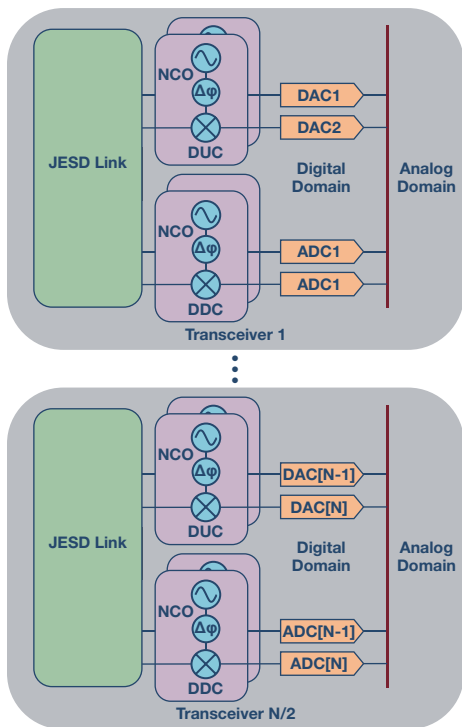 NCO
Δφ
DUC
JESD Link
DAC1
DAC2
Digital
Domain
Analog
Domain
NCO
Δφ
DDC
ADC1
ADC1
Transceiver 1
NCO
Δφ
DUC
JESD Link
DAC[N-1]
DAC[N]
Digital
Domain
Analog
Domain
NCO
Δφ
DDC
ADC[N-1]
ADC[N]
Transceiver N/2